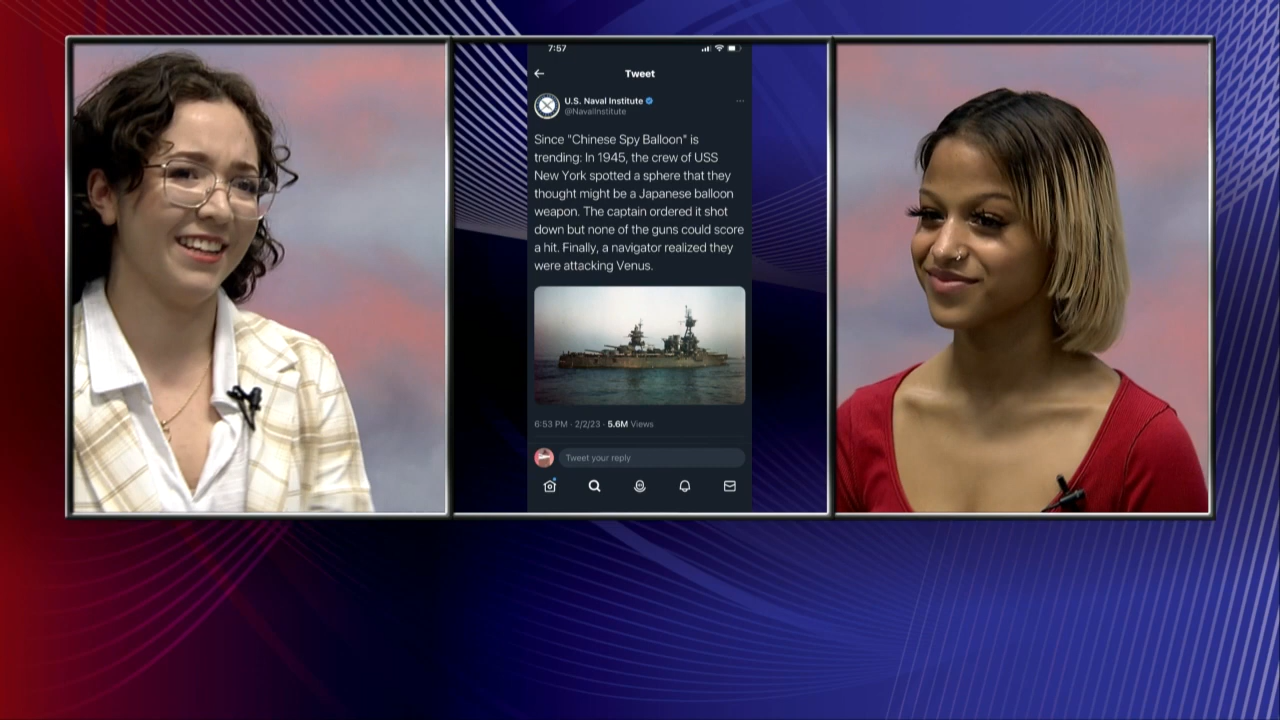 7:57
Tweet
U.S. Naval Institute
@NavalInstitute
Since "Chinese Spy Balloon" is
trending: In 1945, the crew of USS
New York spotted a sphere that they
thought might be a Japanese balloon
weapon. The captain ordered it shot
down but none of the guns could score
a hit. Finally, a navigator realized they
were attacking Venus.
6:53 PM · 2/2/23 · 5.6M Views
Tweet your reply